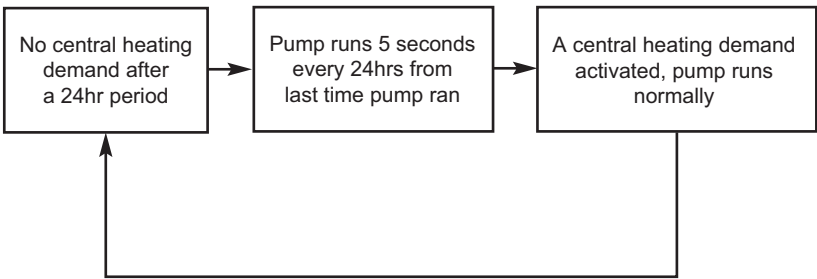 No central heating
demand after
a 24hr period
Pump runs 5 seconds
every 24hrs from
last time pump ran
A central heating demand
activated, pump runs
normally